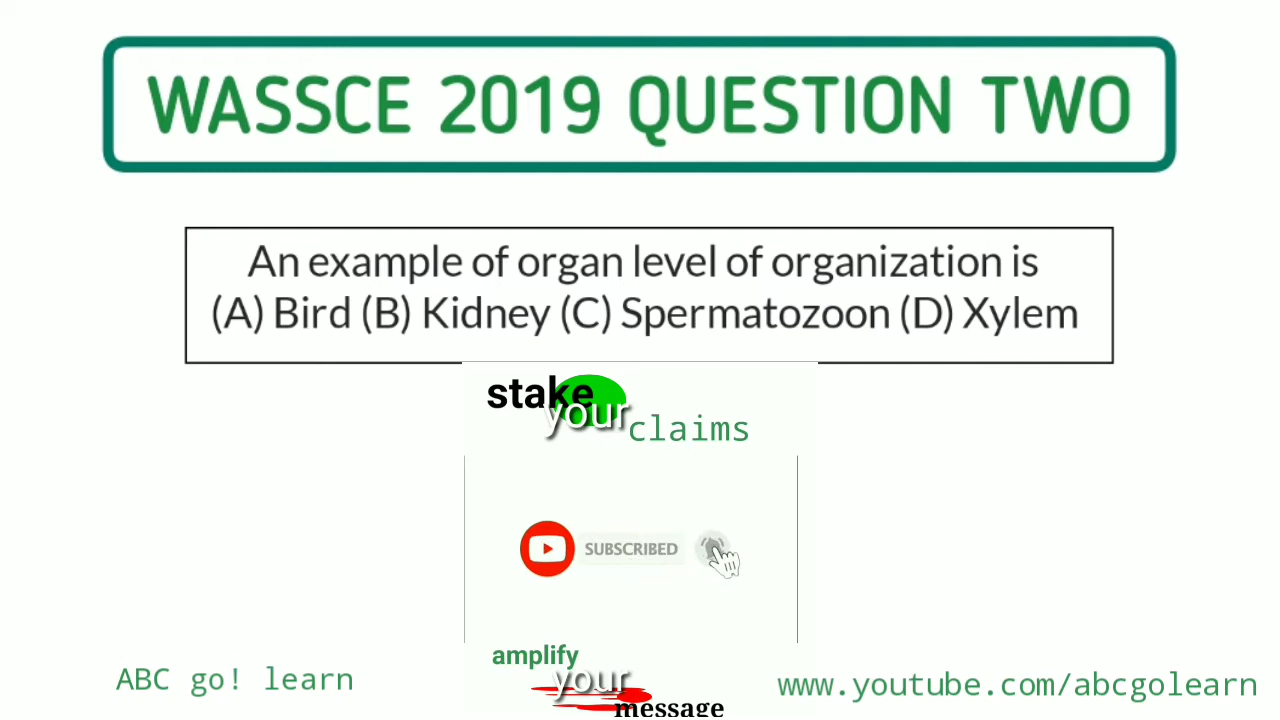 WASSCE 2019 QUESTION TWO
An example of organ level of organization is
(A) Bird (B) Kidney (C) Spermatozoon (D) Xylem
stake
your
claims
SUBSCRIBED
amplify
your
message
ABC go! learn
www.youtube.com/abcgolearn